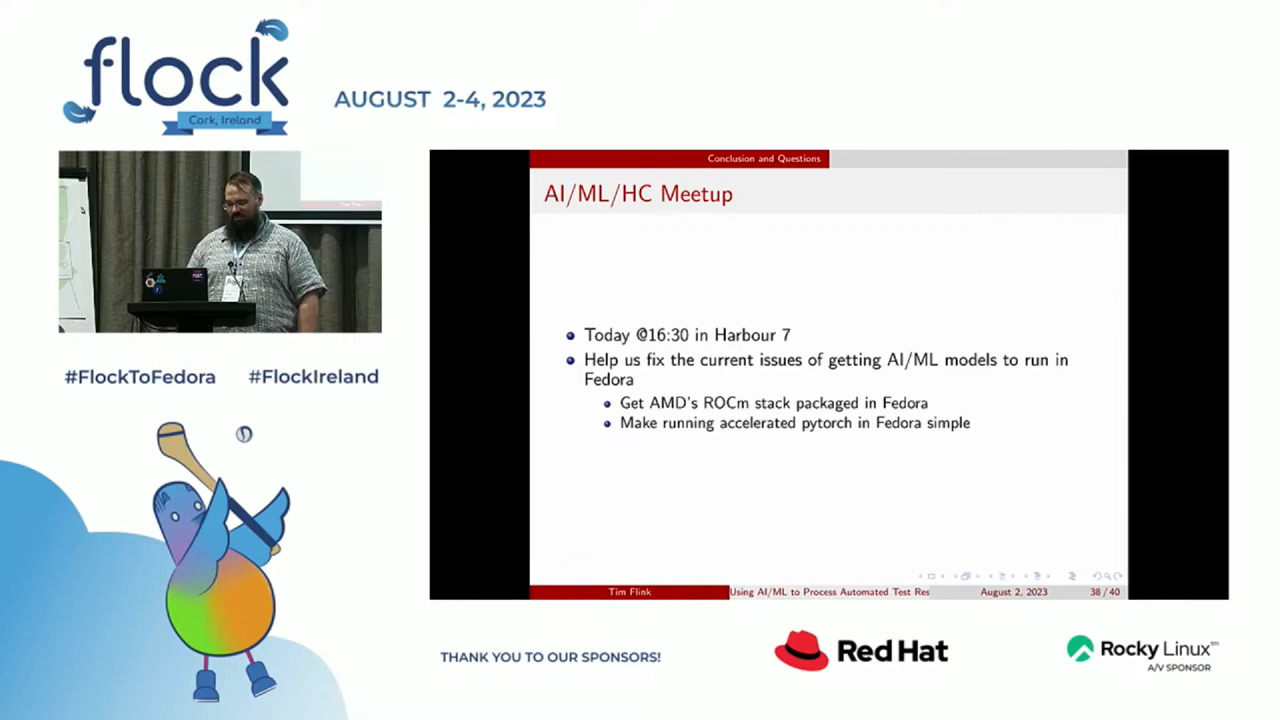 flock
Cork, Ireland
AUGUST 2-4, 2023
Conclusion and Questions
AI/ML/HC Meetup
Today @16:30 in Harbour 7
Help us fix the current issues of getting AI/ML models to run in
Fedora
Get AMD's ROCm stack packaged in Fedora
Make running accelerated pytorch in Fedora simple
Tim Flink
Using AI/ML to Process Automated Test Res
August 2, 2023
38 / 40
#FlockToFedora #FlockIreland
THANK YOU TO OUR SPONSORS!
Red Hat
Rocky Linux™
A/V SPONSOR